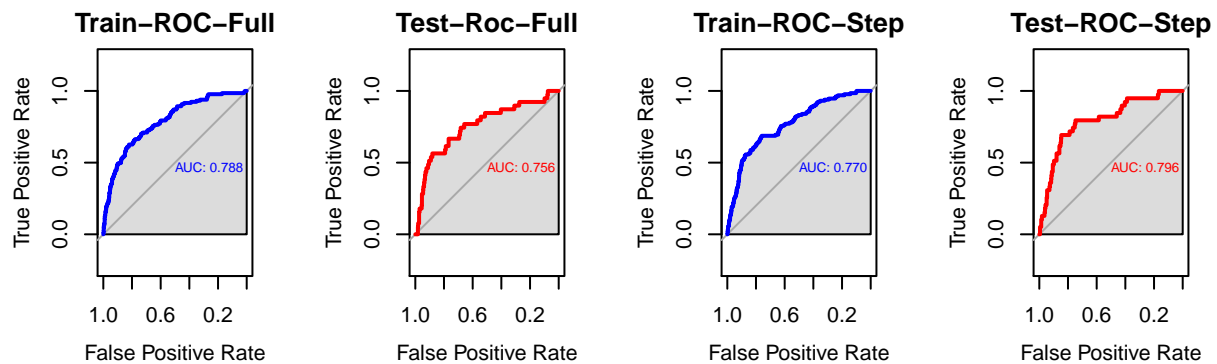 Train−ROC−Full
True Positive Rate
1.0
0.5
0.0
AUC: 0.788
1.0 0.6 0.2
False Positive Rate
Test−Roc−Full
True Positive Rate
1.0
0.5
0.0
AUC: 0.756
1.0 0.6 0.2
False Positive Rate
Train−ROC−Step
True Positive Rate
1.0
0.5
0.0
AUC: 0.770
1.0 0.6 0.2
False Positive Rate
Test−ROC−Step
True Positive Rate
1.0
0.5
0.0
AUC: 0.796
1.0 0.6 0.2
False Positive Rate